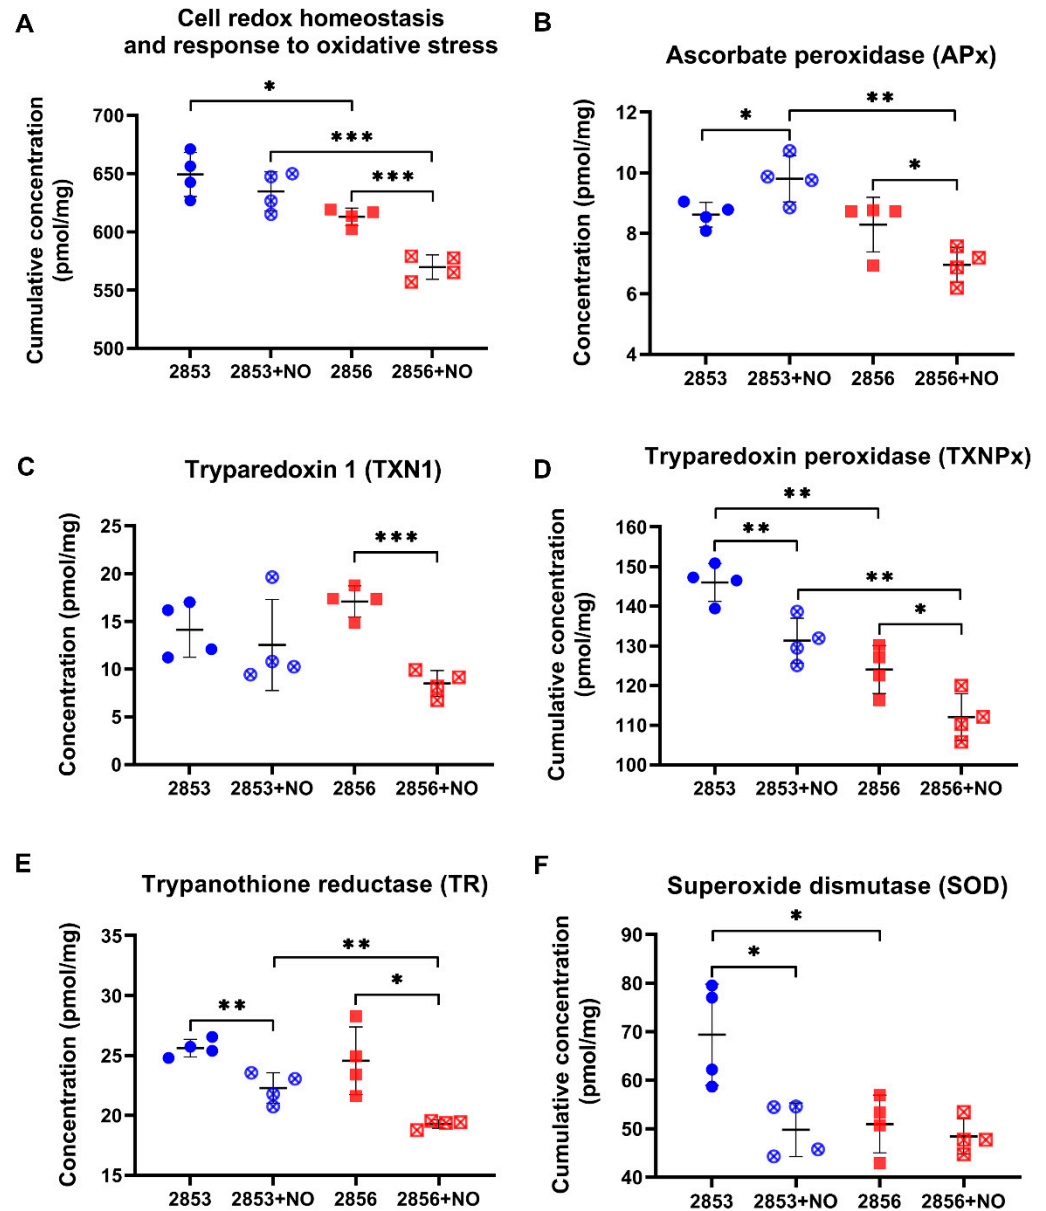 A
Cell redox homeostasis
and response to oxidative stress
Cumulative concentration
(pmol/mg)
700
650
600
550
500
*
***
***
2853
2853+NO
2856
2856+NO
B
Ascorbate peroxidase (APx)
Concentration (pmol/mg)
12
10
8
6
4
*
**
*
2853
2853+NO
2856
2856+NO
C
Tryparedoxin 1 (TXN1)
Concentration (pmol/mg)
25
20
15
10
5
0
***
2853
2853+NO
2856
2856+NO
D
Tryparedoxin peroxidase (TXNPx)
Cumulative concentration
(pmol/mg)
160
150
140
130
120
110
100
**
**
**
*
2853
2853+NO
2856
2856+NO
E
Trypanothione reductase (TR)
Concentration (pmol/mg)
35
30
25
20
15
**
**
*
2853
2853+NO
2856
2856+NO
F
Superoxide dismutase (SOD)
Cumulative concentration
(pmol/mg)
90
80
70
60
50
40
*
*
2853
2853+NO
2856
2856+NO